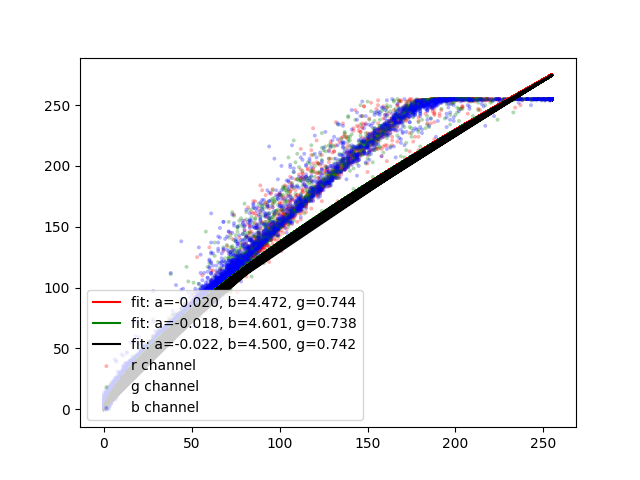 250
200
150
100
50
0
fit: a=-0.020, b=4.472, g=0.744
fit: a=-0.018, b=4.601, g=0.738
fit: a=-0.022, b=4.500, g=0.742
r channel
g channel
b channel
0 50 100 150 200 250